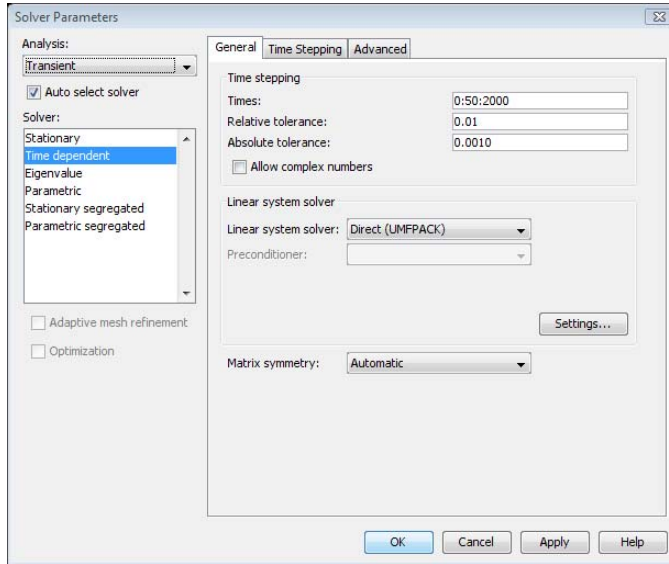 Solver Parameters
Analysis:
Transient
Auto select solver
Solver:
Stationary
Time dependent
Eigenvalue
Parametric
Stationary segregated
Parametric segregated
Adaptive mesh refinement
Optimization
General Time Stepping Advanced
Time stepping
Times: 0:50:2000
Relative tolerance: 0.01
Absolute tolerance: 0.0010
Allow complex numbers
Linear system solver
Linear system solver: Direct (UMFPACK)
Preconditioner:
Settings...
Matrix symmetry: Automatic
OK Cancel Apply Help